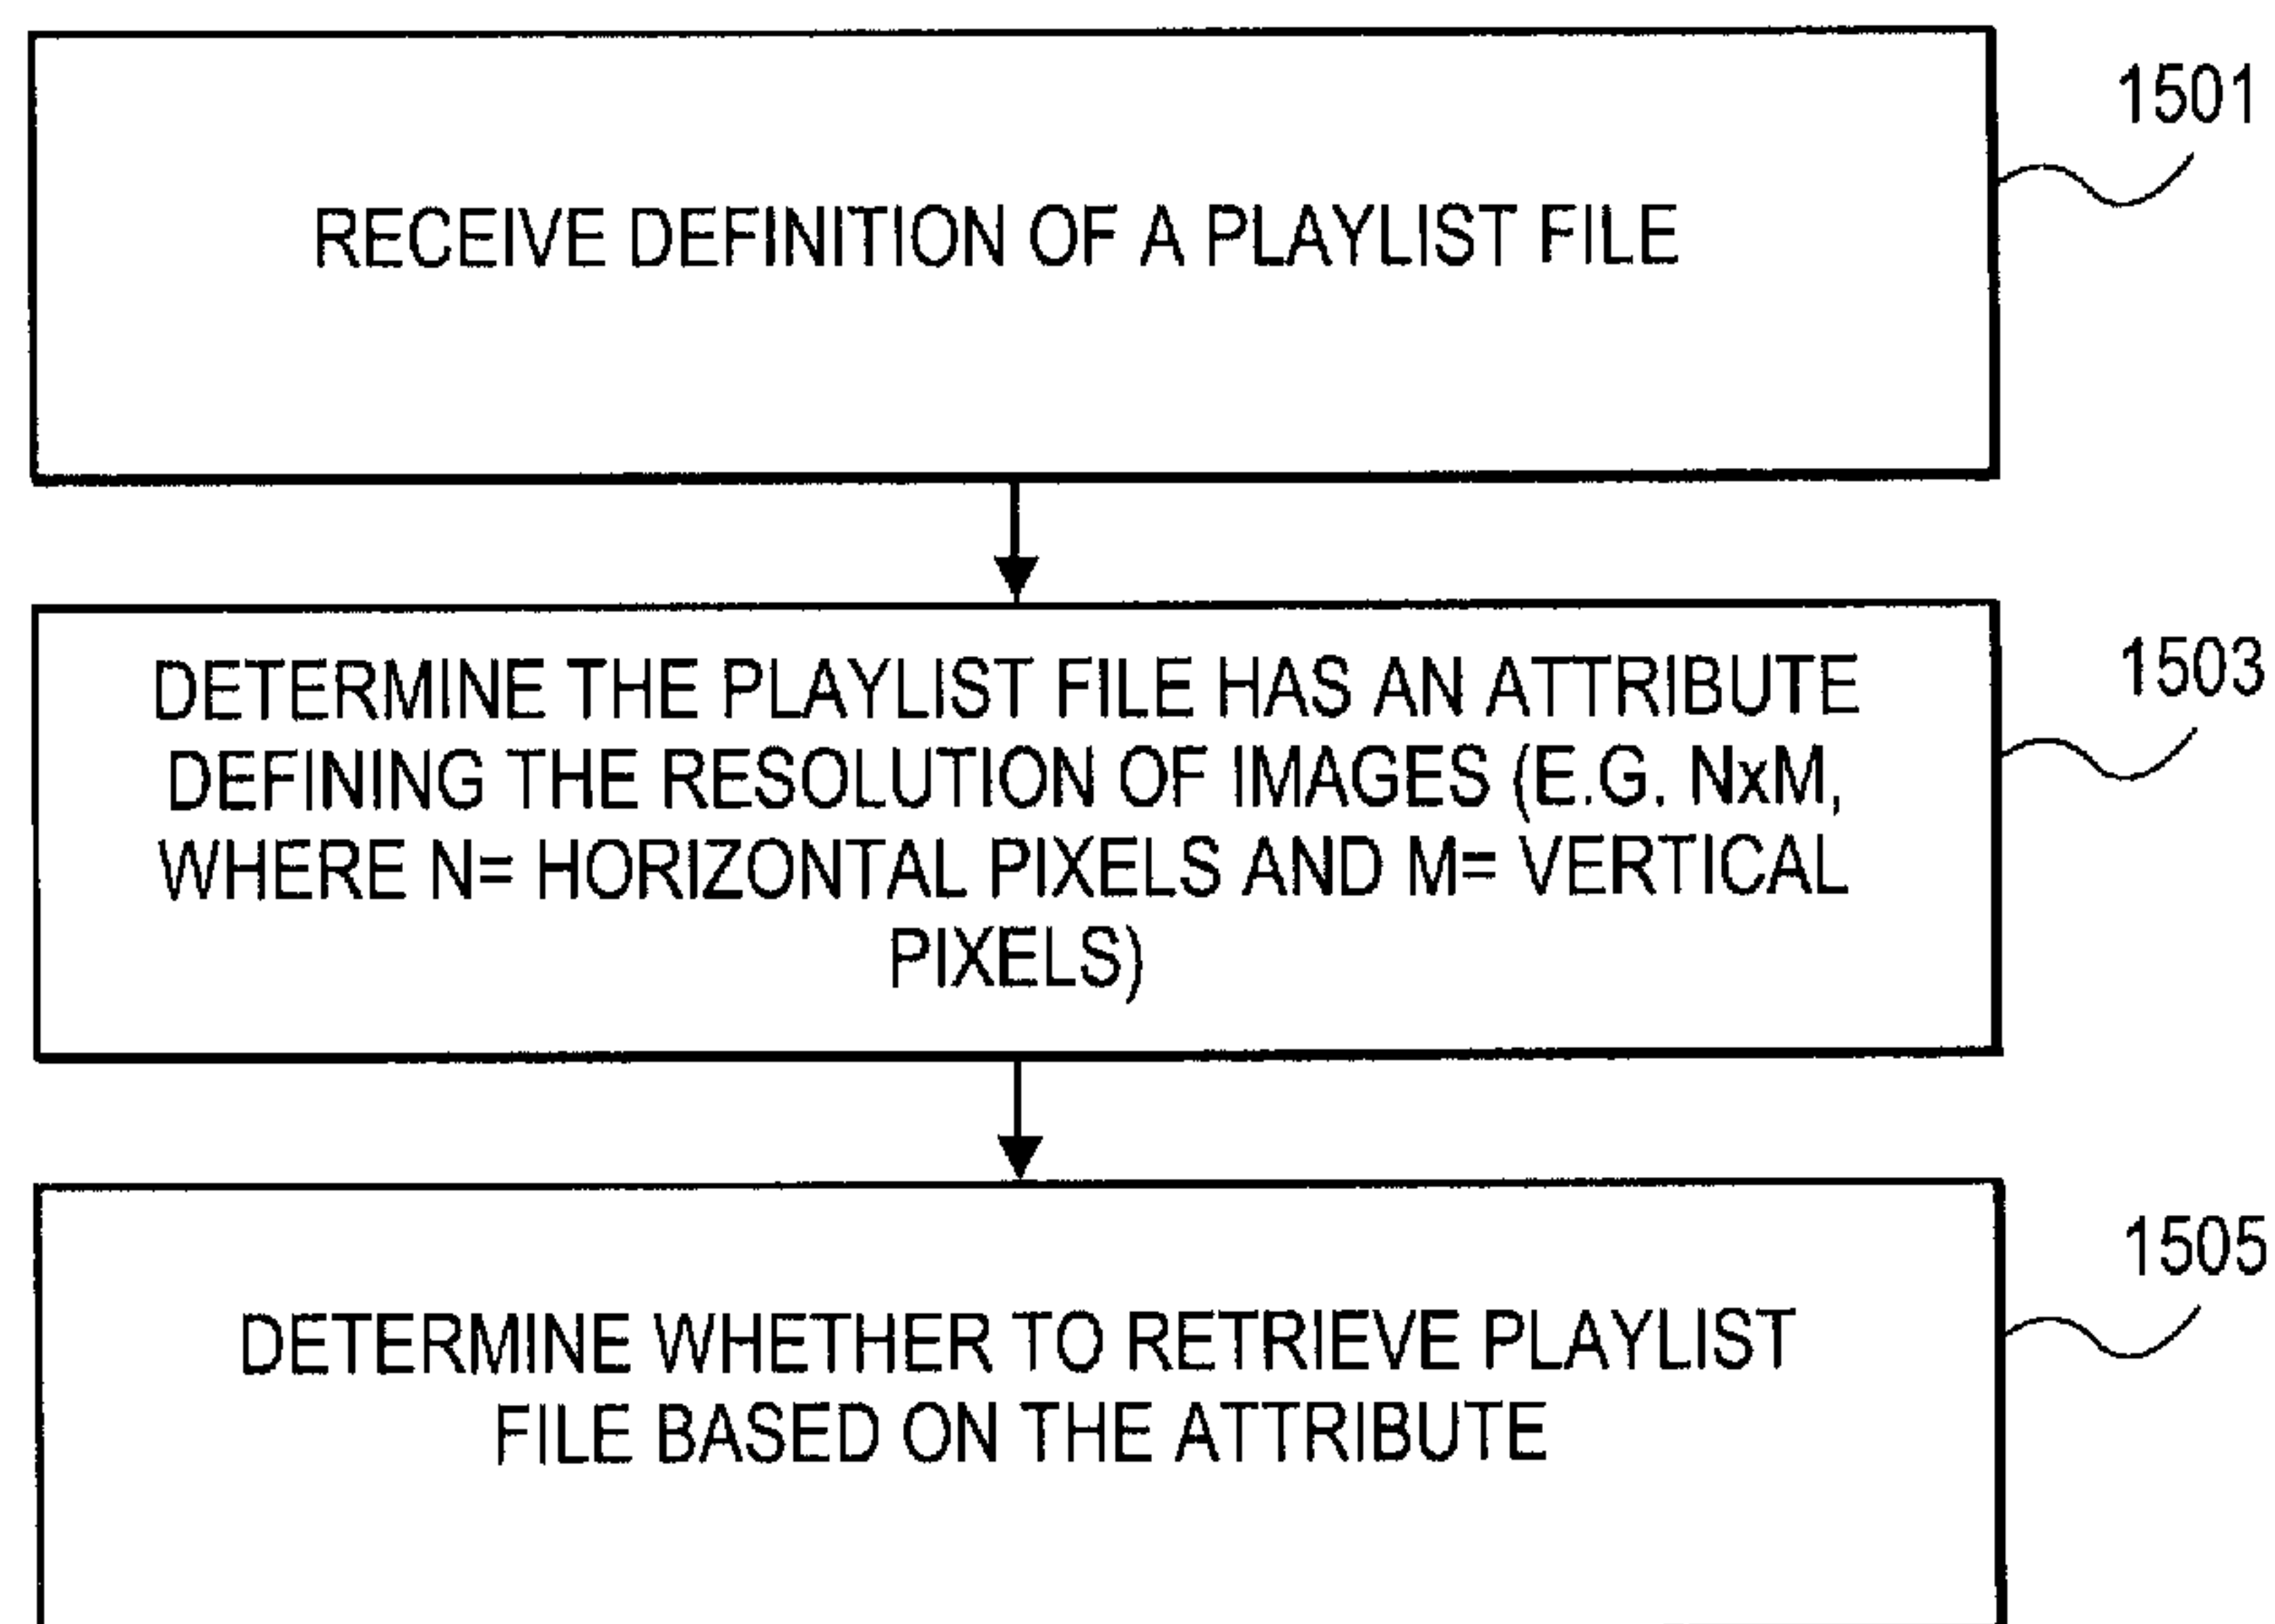 1501
RECEIVE DEFINITION OF A PLAYLIST FILE
1503
DETERMINE THE PLAYLIST FILE HAS AN ATTRIBUTE
DEFINING THE RESOLUTION OF IMAGES (E.G. NxM,
WHERE N= HORIZONTAL PIXELS AND M= VERTICAL
PIXELS)
1505
DETERMINE WHETHER TO RETRIEVE PLAYLIST
FILE BASED ON THE ATTRIBUTE